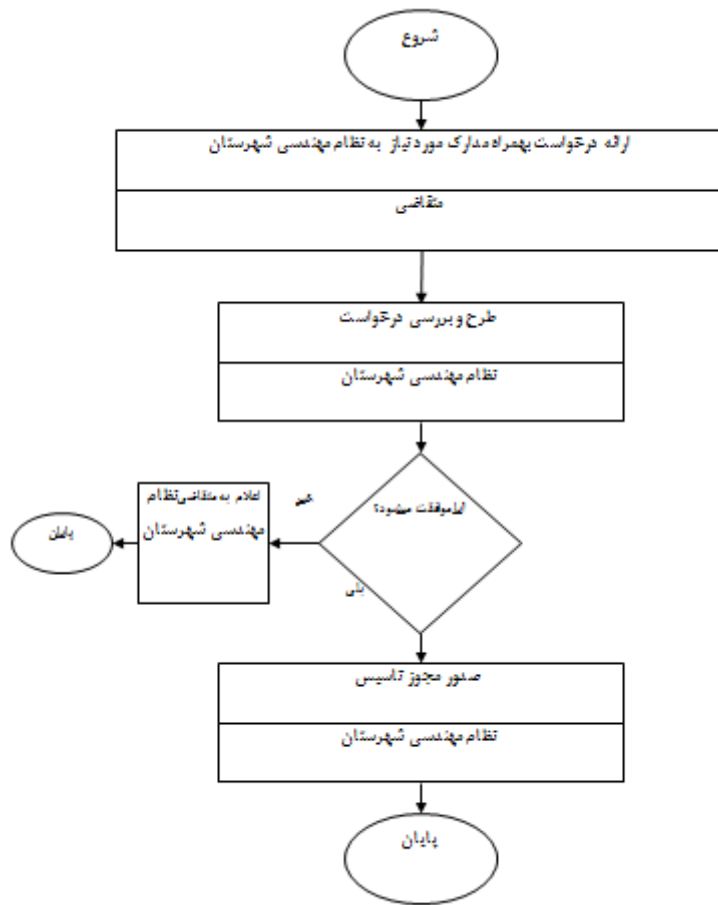 شروع
ارائه درخواست بهمراه مدارک مورد نیاز به نظام مهندسی شهرستان
متقاضی
طرح و بررسی درخواست
نظام مهندسی شهرستان
ایا موافقت میشود؟
خیر
اعلام به متقاضی نظام
مهندسی شهرستان
پایان
بلی
صدور مجوز تاسیس
نظام مهندسی شهرستان
پایان